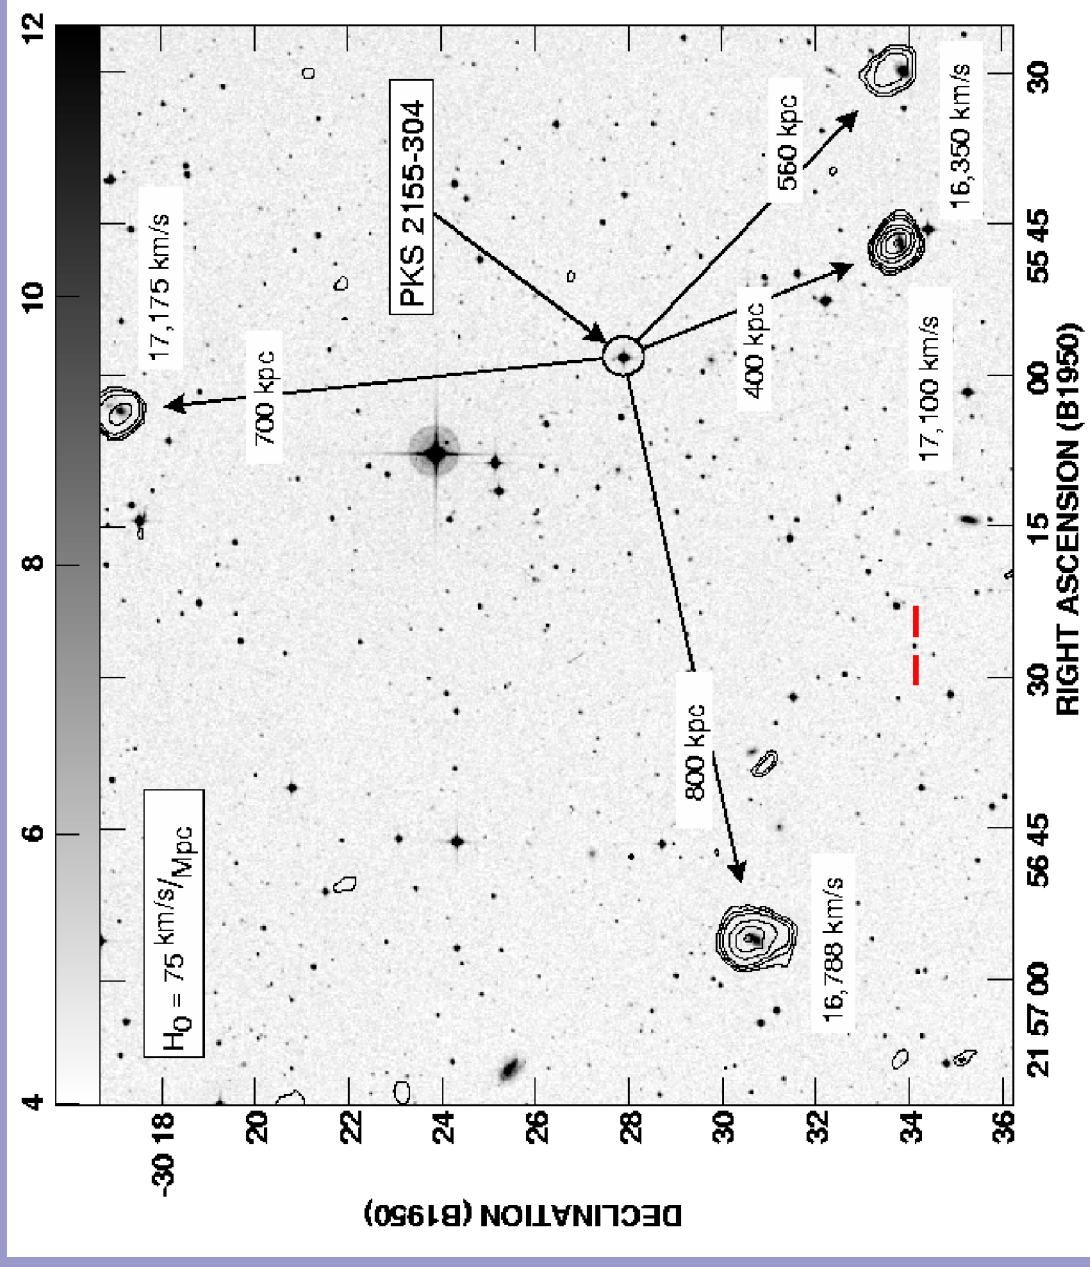 4 6 8 10 12
-30 18
17,175 km/s
H0 = 75 km/s/Mpc
20
700 kpc
22
24
PKS 2155-304
26
28
DECLINATION (B1950)
30
800 kpc
400 kpc
560 kpc
32
16,788 km/s
34
17,100 km/s
16,350 km/s
36
21 57 00 56 45 30 15 00 55 45 30
RIGHT ASCENSION (B1950)